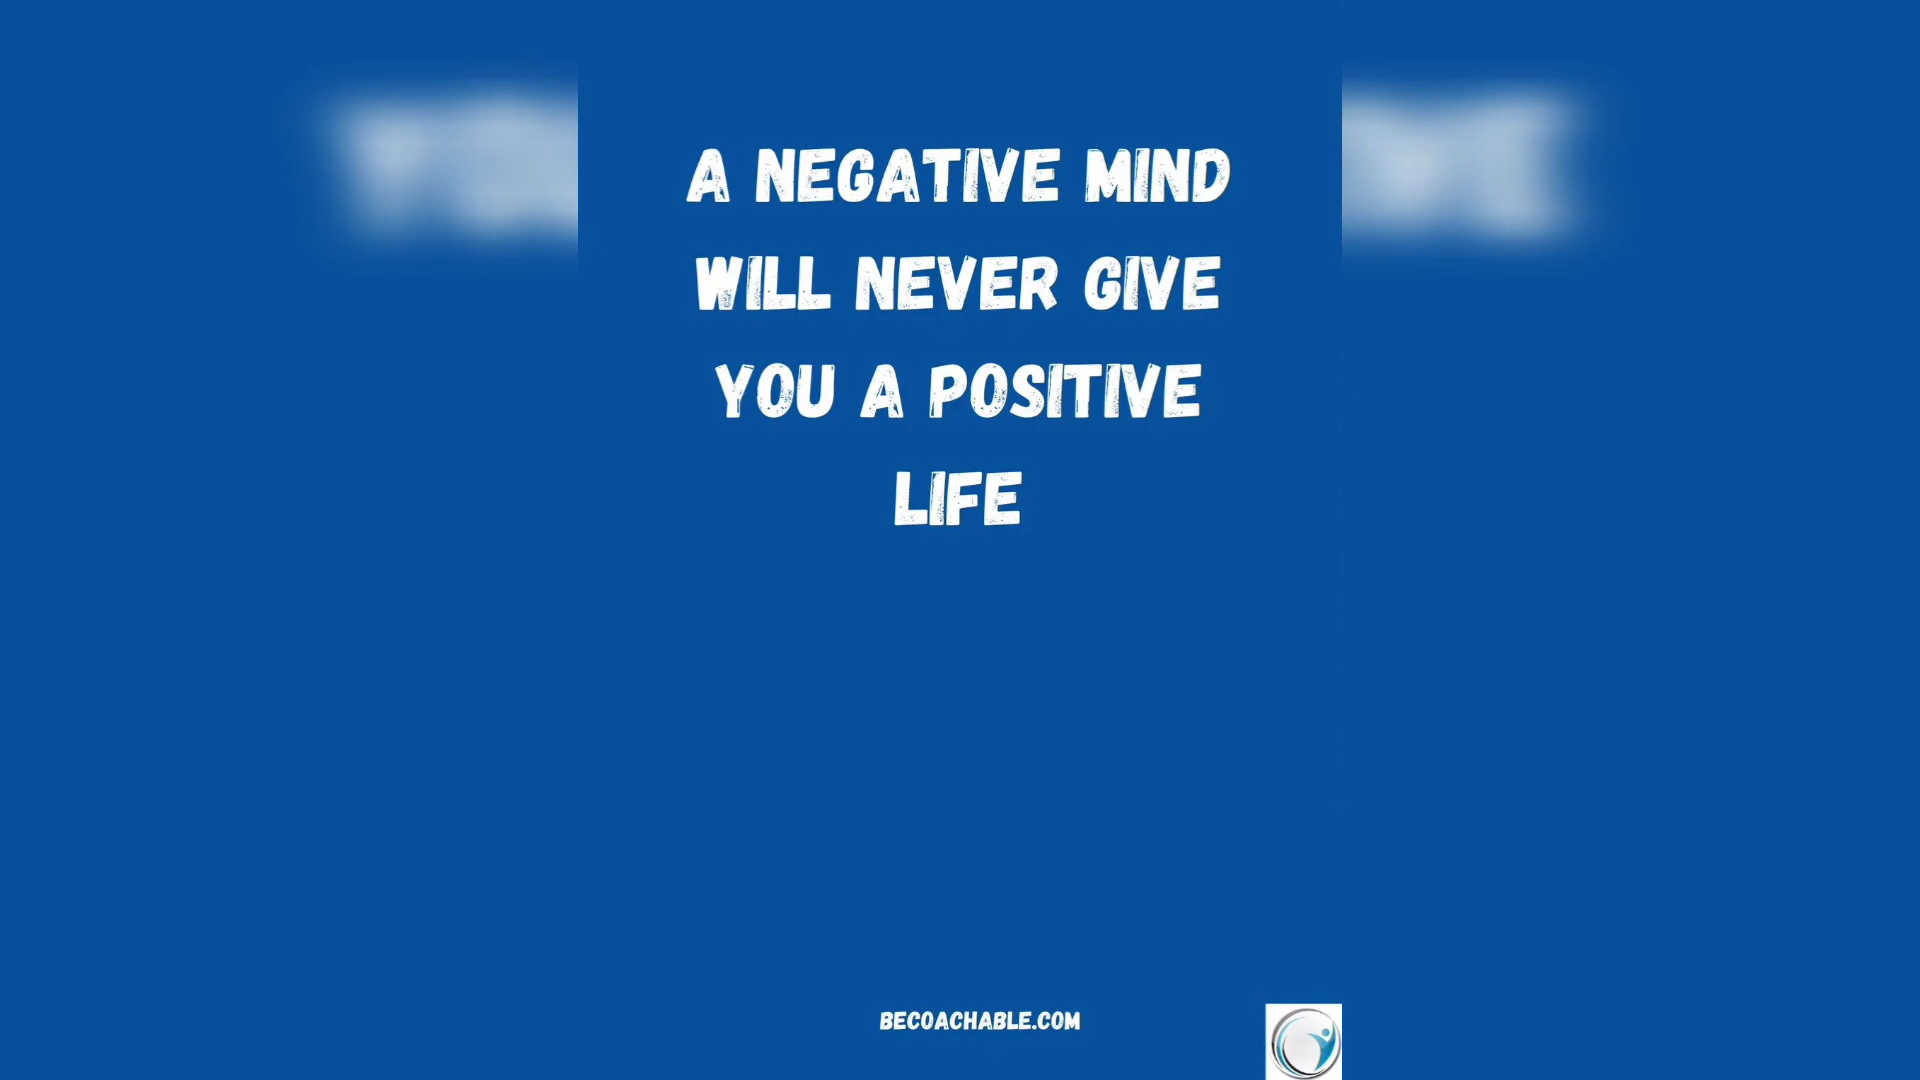 A NEGATIVE MIND
WILL NEVER GIVE
YOU A POSITIVE
LIFE
BECOACHABLE.COM